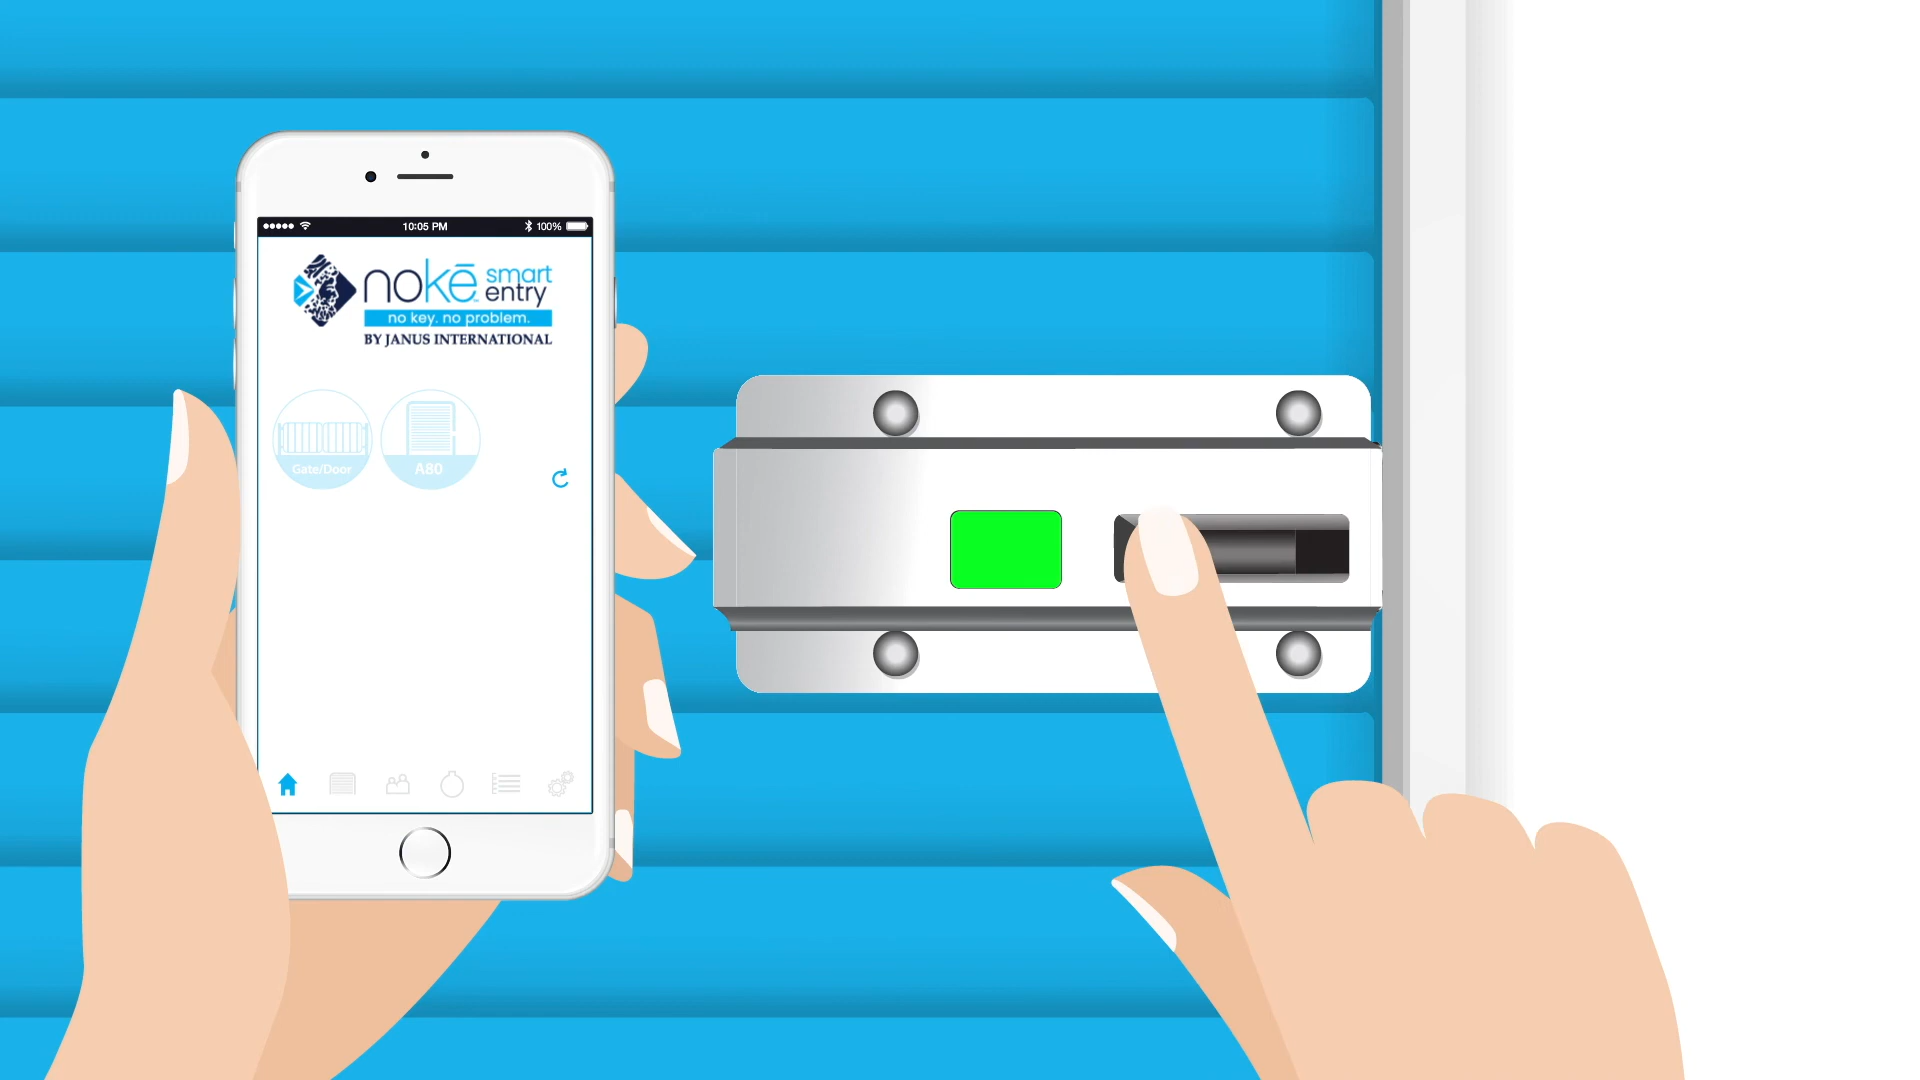 10:05 PM
100%
nokē smart entry
no key. no problem.
BY JANUS INTERNATIONAL
Gate/Door
A80